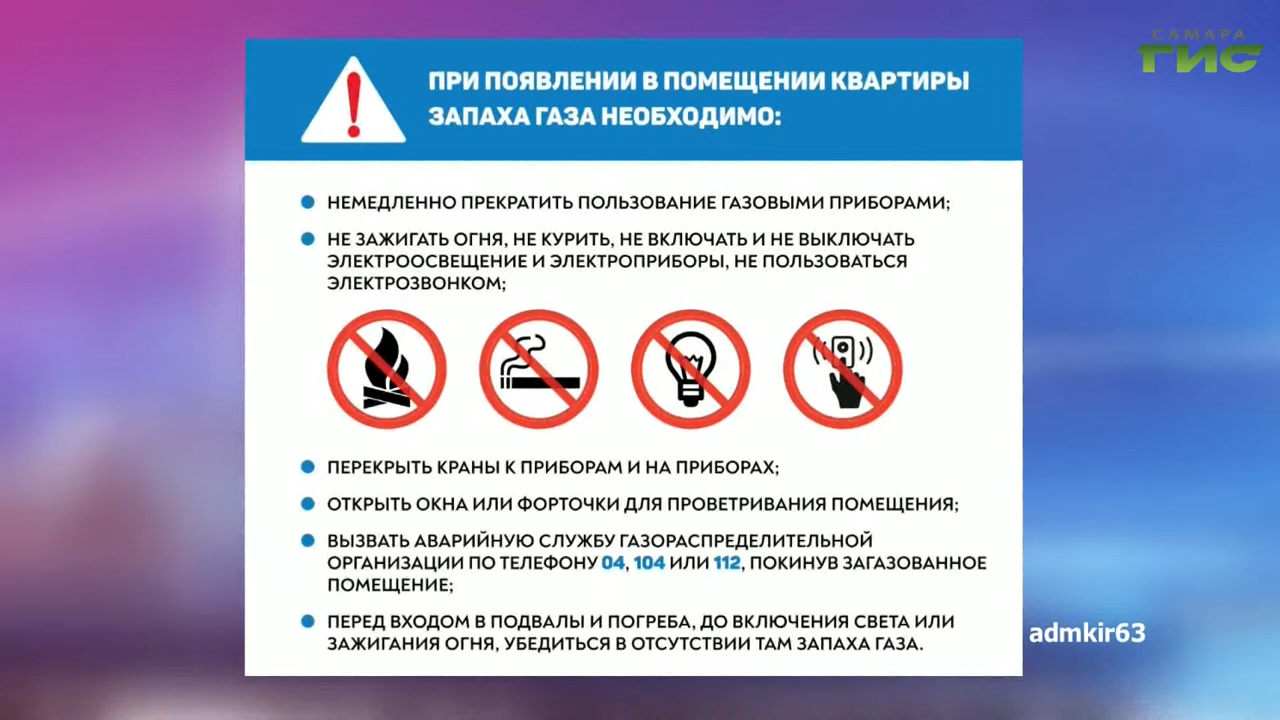 САМАРА
ГИС
ПРИ ПОЯВЛЕНИИ В ПОМЕЩЕНИИ КВАРТИРЫ
ЗАПАХА ГАЗА НЕОБХОДИМО:
НЕМЕДЛЕННО ПРЕКРАТИТЬ ПОЛЬЗОВАНИЕ ГАЗОВЫМИ ПРИБОРАМИ;
НЕ ЗАЖИГАТЬ ОГНЯ, НЕ КУРИТЬ, НЕ ВКЛЮЧАТЬ И НЕ ВЫКЛЮЧАТЬ
ЭЛЕКТРООСВЕЩЕНИЕ И ЭЛЕКТРОПРИБОРЫ, НЕ ПОЛЬЗОВАТЬСЯ
ЭЛЕКТРОЗВОНКОМ;
ПЕРЕКРЫТЬ КРАНЫ К ПРИБОРАМ И НА ПРИБОРАХ;
ОТКРЫТЬ ОКНА ИЛИ ФОРТОЧКИ ДЛЯ ПРОВЕТРИВАНИЯ ПОМЕЩЕНИЯ;
ВЫЗВАТЬ АВАРИЙНУЮ СЛУЖБУ ГАЗОРАСПРЕДЕЛИТЕЛЬНОЙ
ОРГАНИЗАЦИИ ПО ТЕЛЕФОНУ 04, 104 ИЛИ 112, ПОКИНУВ ЗАГАЗОВАННОЕ
ПОМЕЩЕНИЕ;
ПЕРЕД ВХОДОМ В ПОДВАЛЫ И ПОГРЕБА, ДО ВКЛЮЧЕНИЯ СВЕТА ИЛИ
ЗАЖИГАНИЯ ОГНЯ, УБЕДИТЬСЯ В ОТСУТСТВИИ ТАМ ЗАПАХА ГАЗА.
admkir63